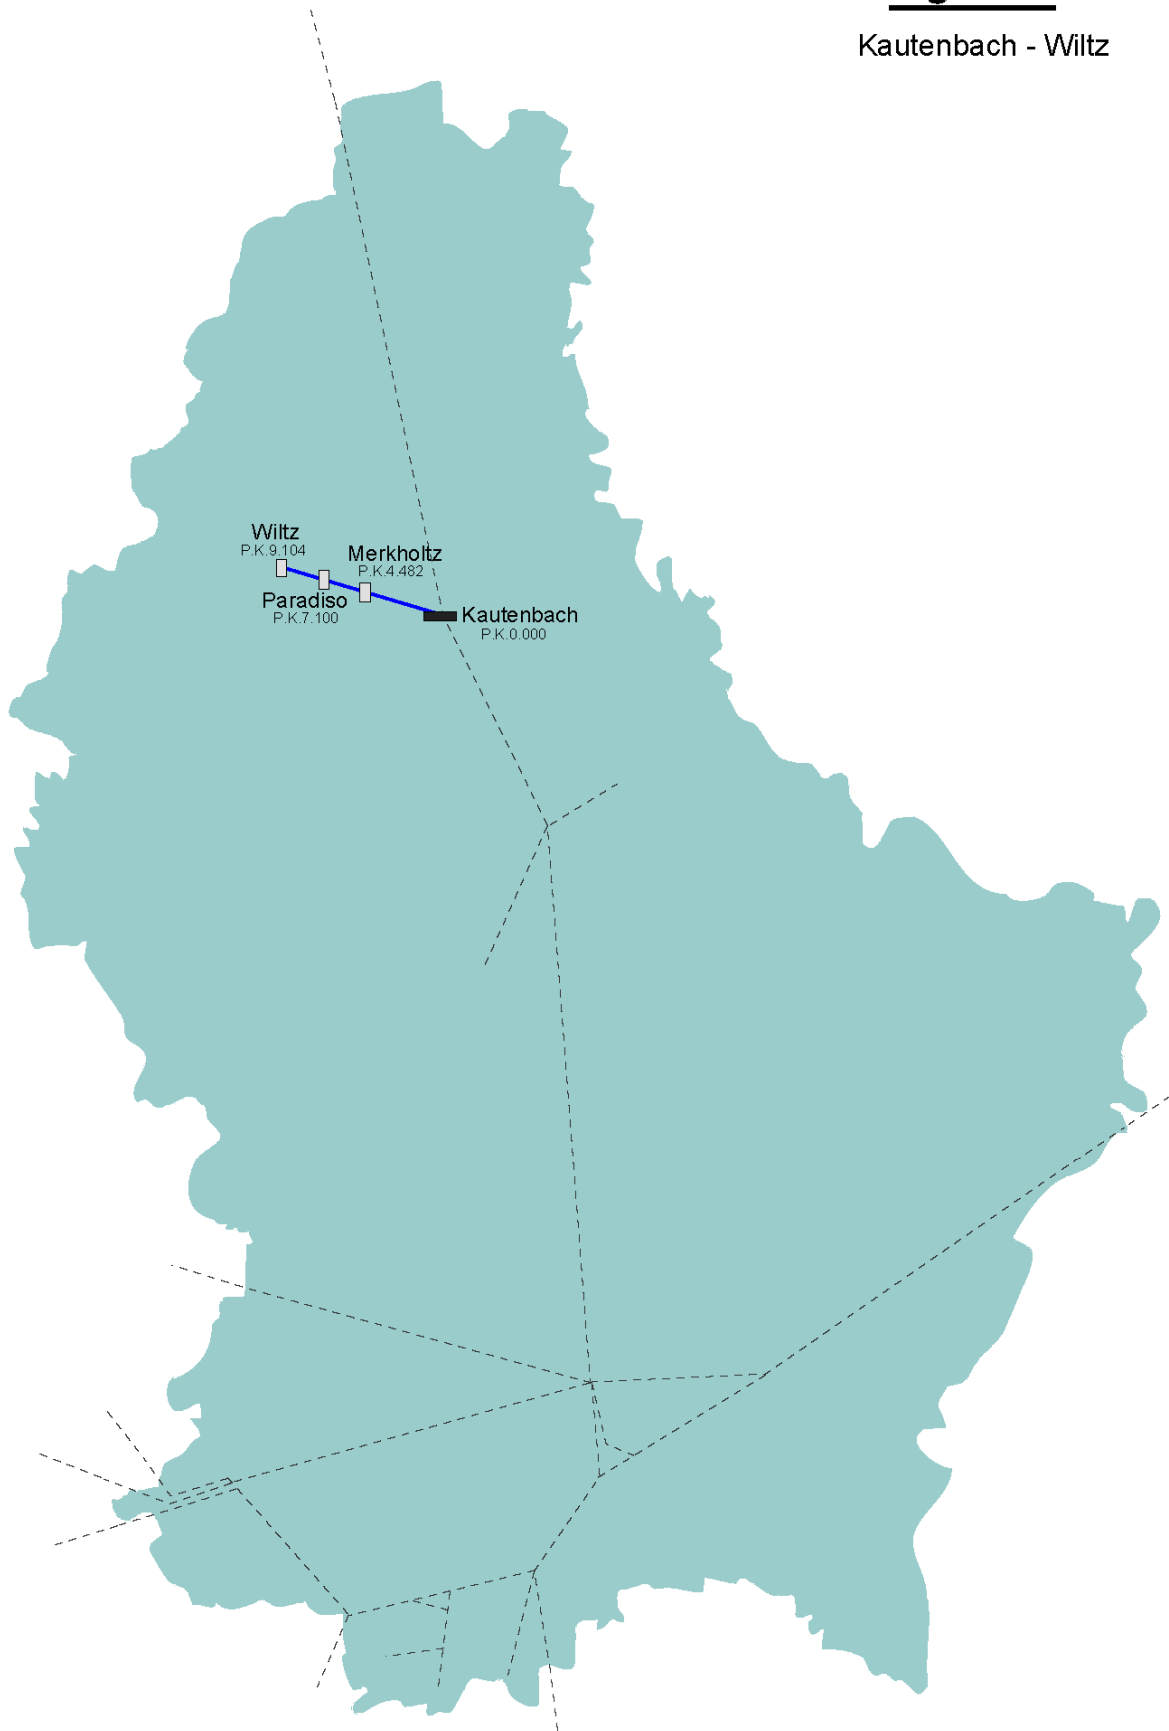 Kautenbach - Wiltz
Wiltz
P.K.9.104
Merkholtz
P.K.4.482
Paradiso
P.K.7.100
Kautenbach
P.K.0.000